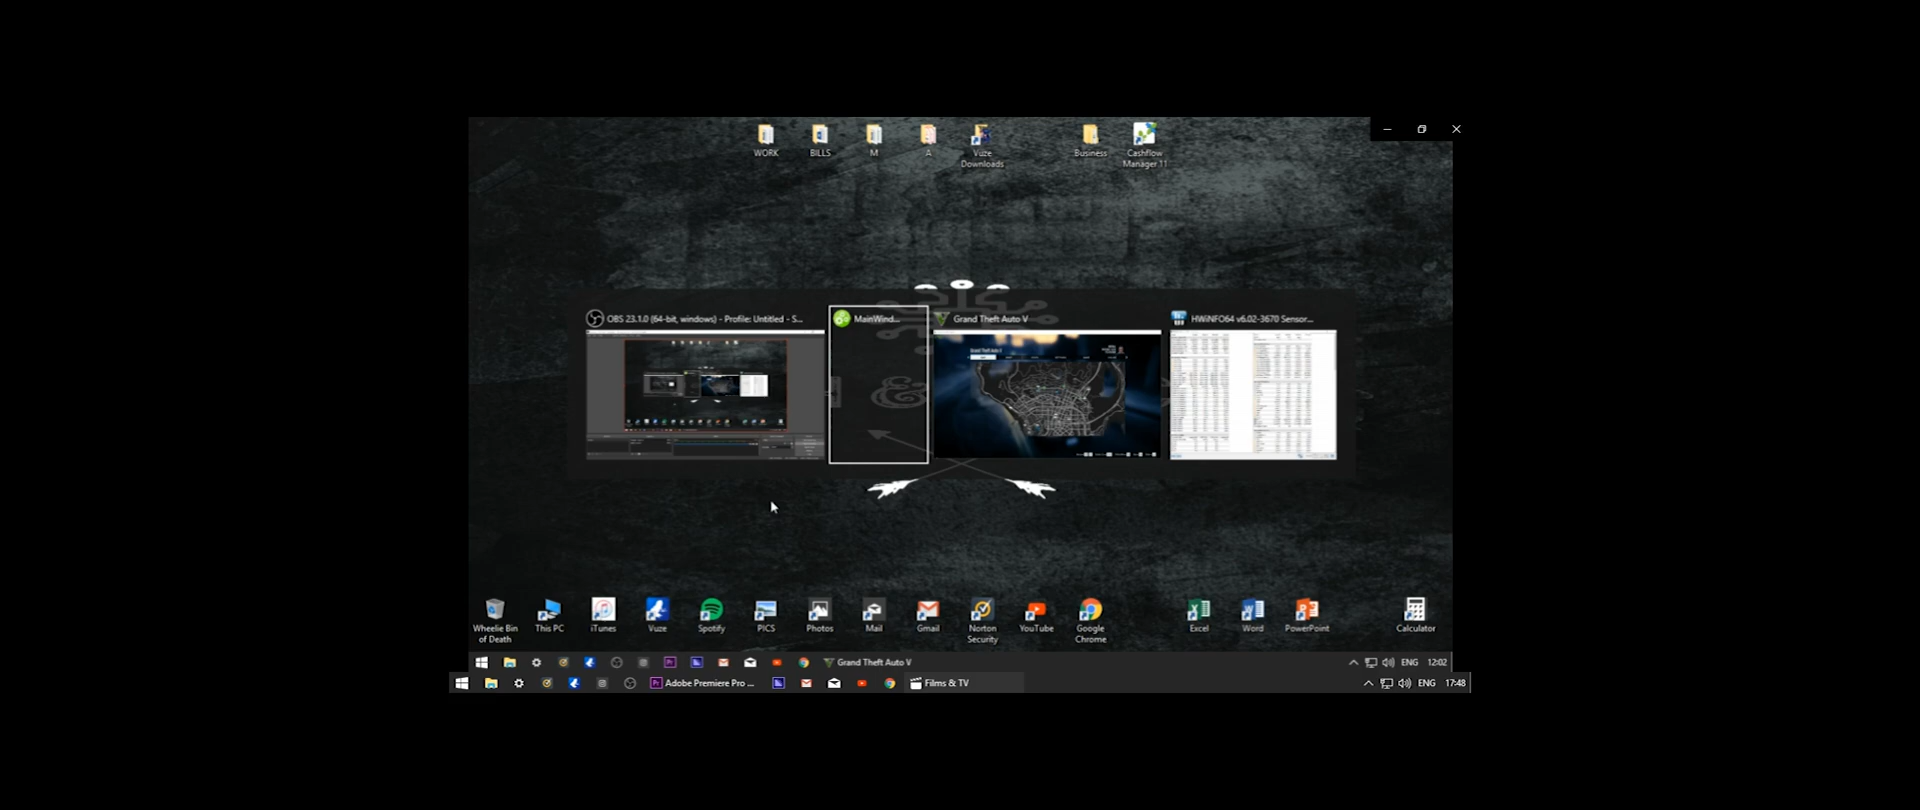 WORK
BILLS
M
A
Vuze
Downloads
Business
Cashflow
Manager 11
OBS 23.1.0 (64-bit, windows) - Profile: Untitled - S...
MainWind...
Grand Theft Auto V
HWiNFO64 v6.02-3670 Sensor...
Grand Theft Auto V
&
Wheelie Bin
of Death
This PC
iTunes
Vuze
Spotify
PICS
Photos
Mail
Gmail
Norton
Security
YouTube
Google
Chrome
Excel
Word
PowerPoint
Calculator
Grand Theft Auto V
ENG
12:02
Adobe Premiere Pro ...
Films & TV
ENG
17:48